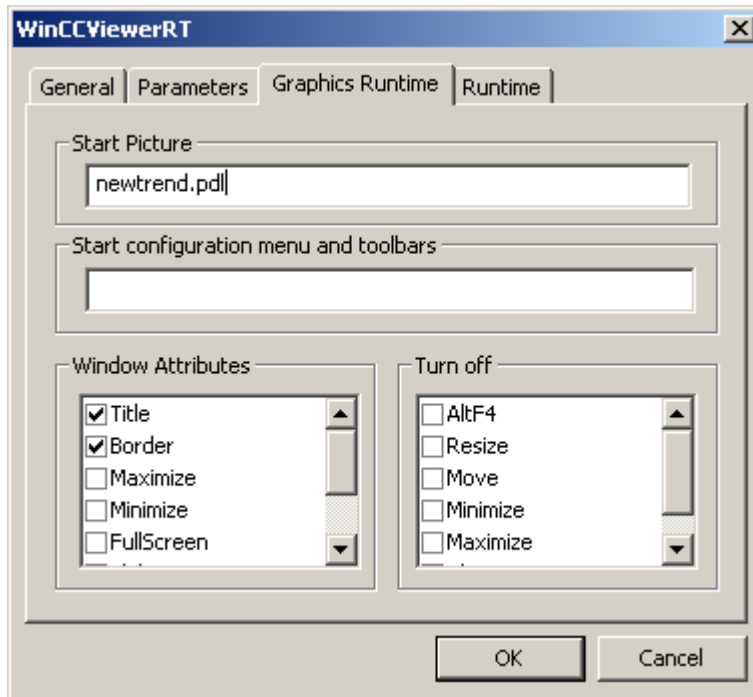 WinCCViewerRT
General Parameters Graphics Runtime Runtime
Start Picture
newtrend.pdl
Start configuration menu and toolbars
Window Attributes
Title
Border
Maximize
Minimize
FullScreen
Turn off
AltF4
Resize
Move
Minimize
Maximize
OK Cancel